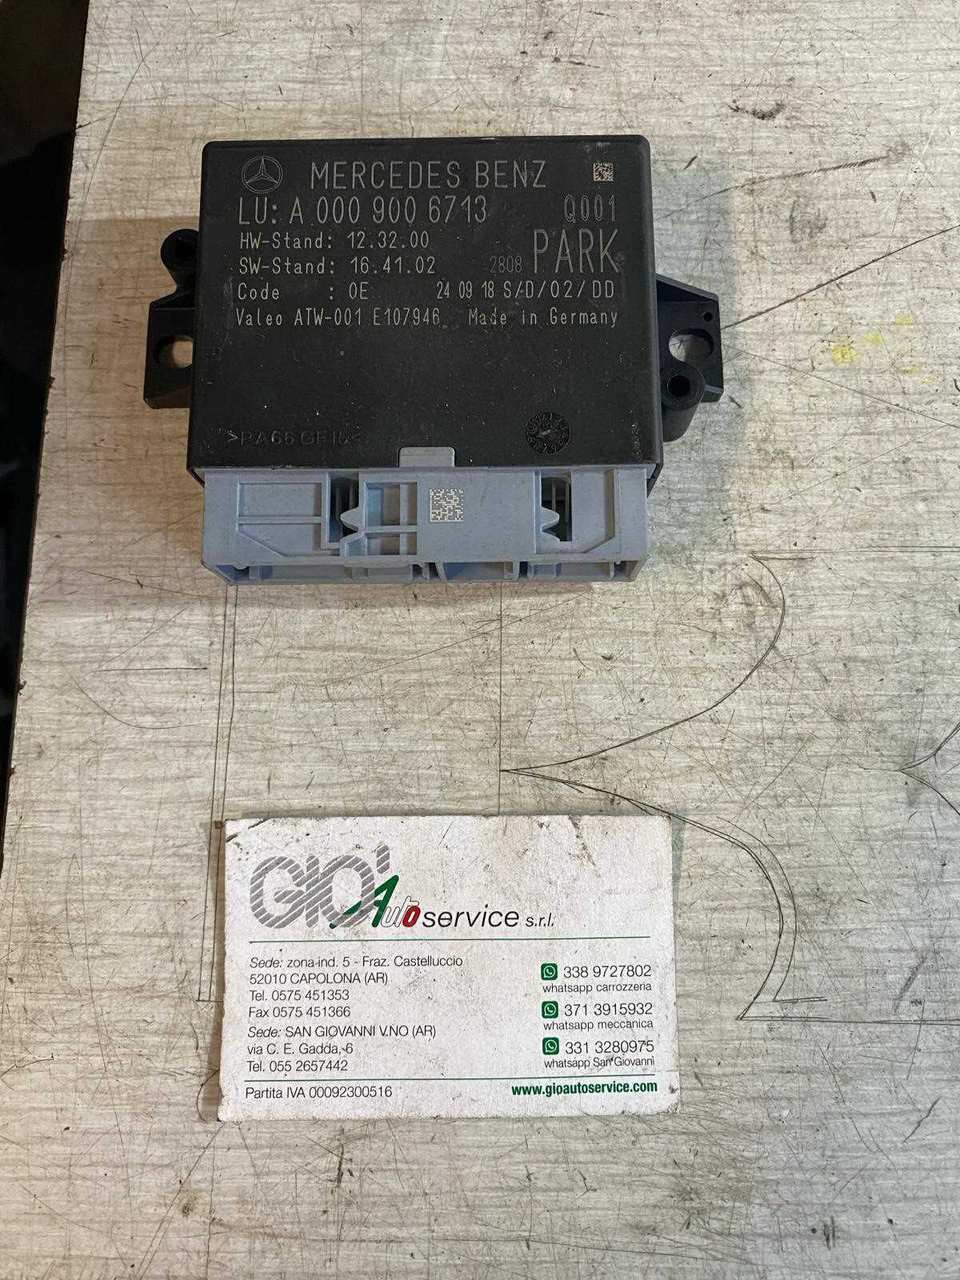 MERCEDES BENZ
LU: A 000 900 6713 Q001
HW-Stand: 12.32.00
SW-Stand: 16.41.02 2808 PARK
Code : 0E 24 09 18 S/D/02/DD
Valeo ATW-001 E107946 Made in Germany
>PA66 GF15<
GIO' Auto service s.r.l.
Sede: zona-ind. 5 - Fraz. Castelluccio
52010 CAPOLONA (AR)
Tel. 0575 451353
Fax 0575 451366
Sede: SAN GIOVANNI V.NO (AR)
via C. E. Gadda, 6
Tel. 055 2657442
338 9727802
whatsapp carrozzeria
371 3915932
whatsapp meccanica
331 3280975
whatsapp San Giovanni
Partita IVA 00092300516
www.gioautoservice.com